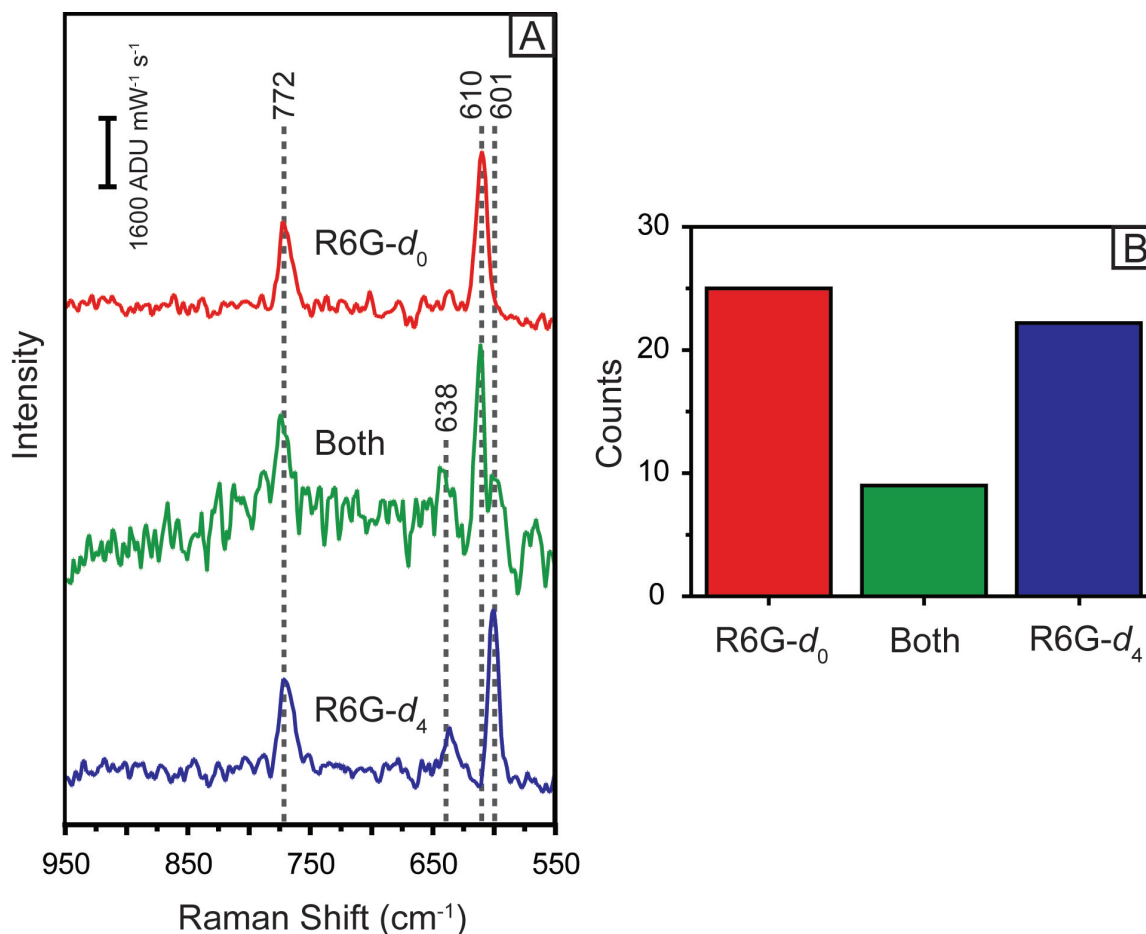 A
1600 ADU mW⁻¹ s⁻¹
772
610
601
R6G-d₀
638
Both
R6G-d₄
Intensity
950 850 750 650 550
Raman Shift (cm⁻¹)
B
30
20
10
0
Counts
R6G-d₀ Both R6G-d₄